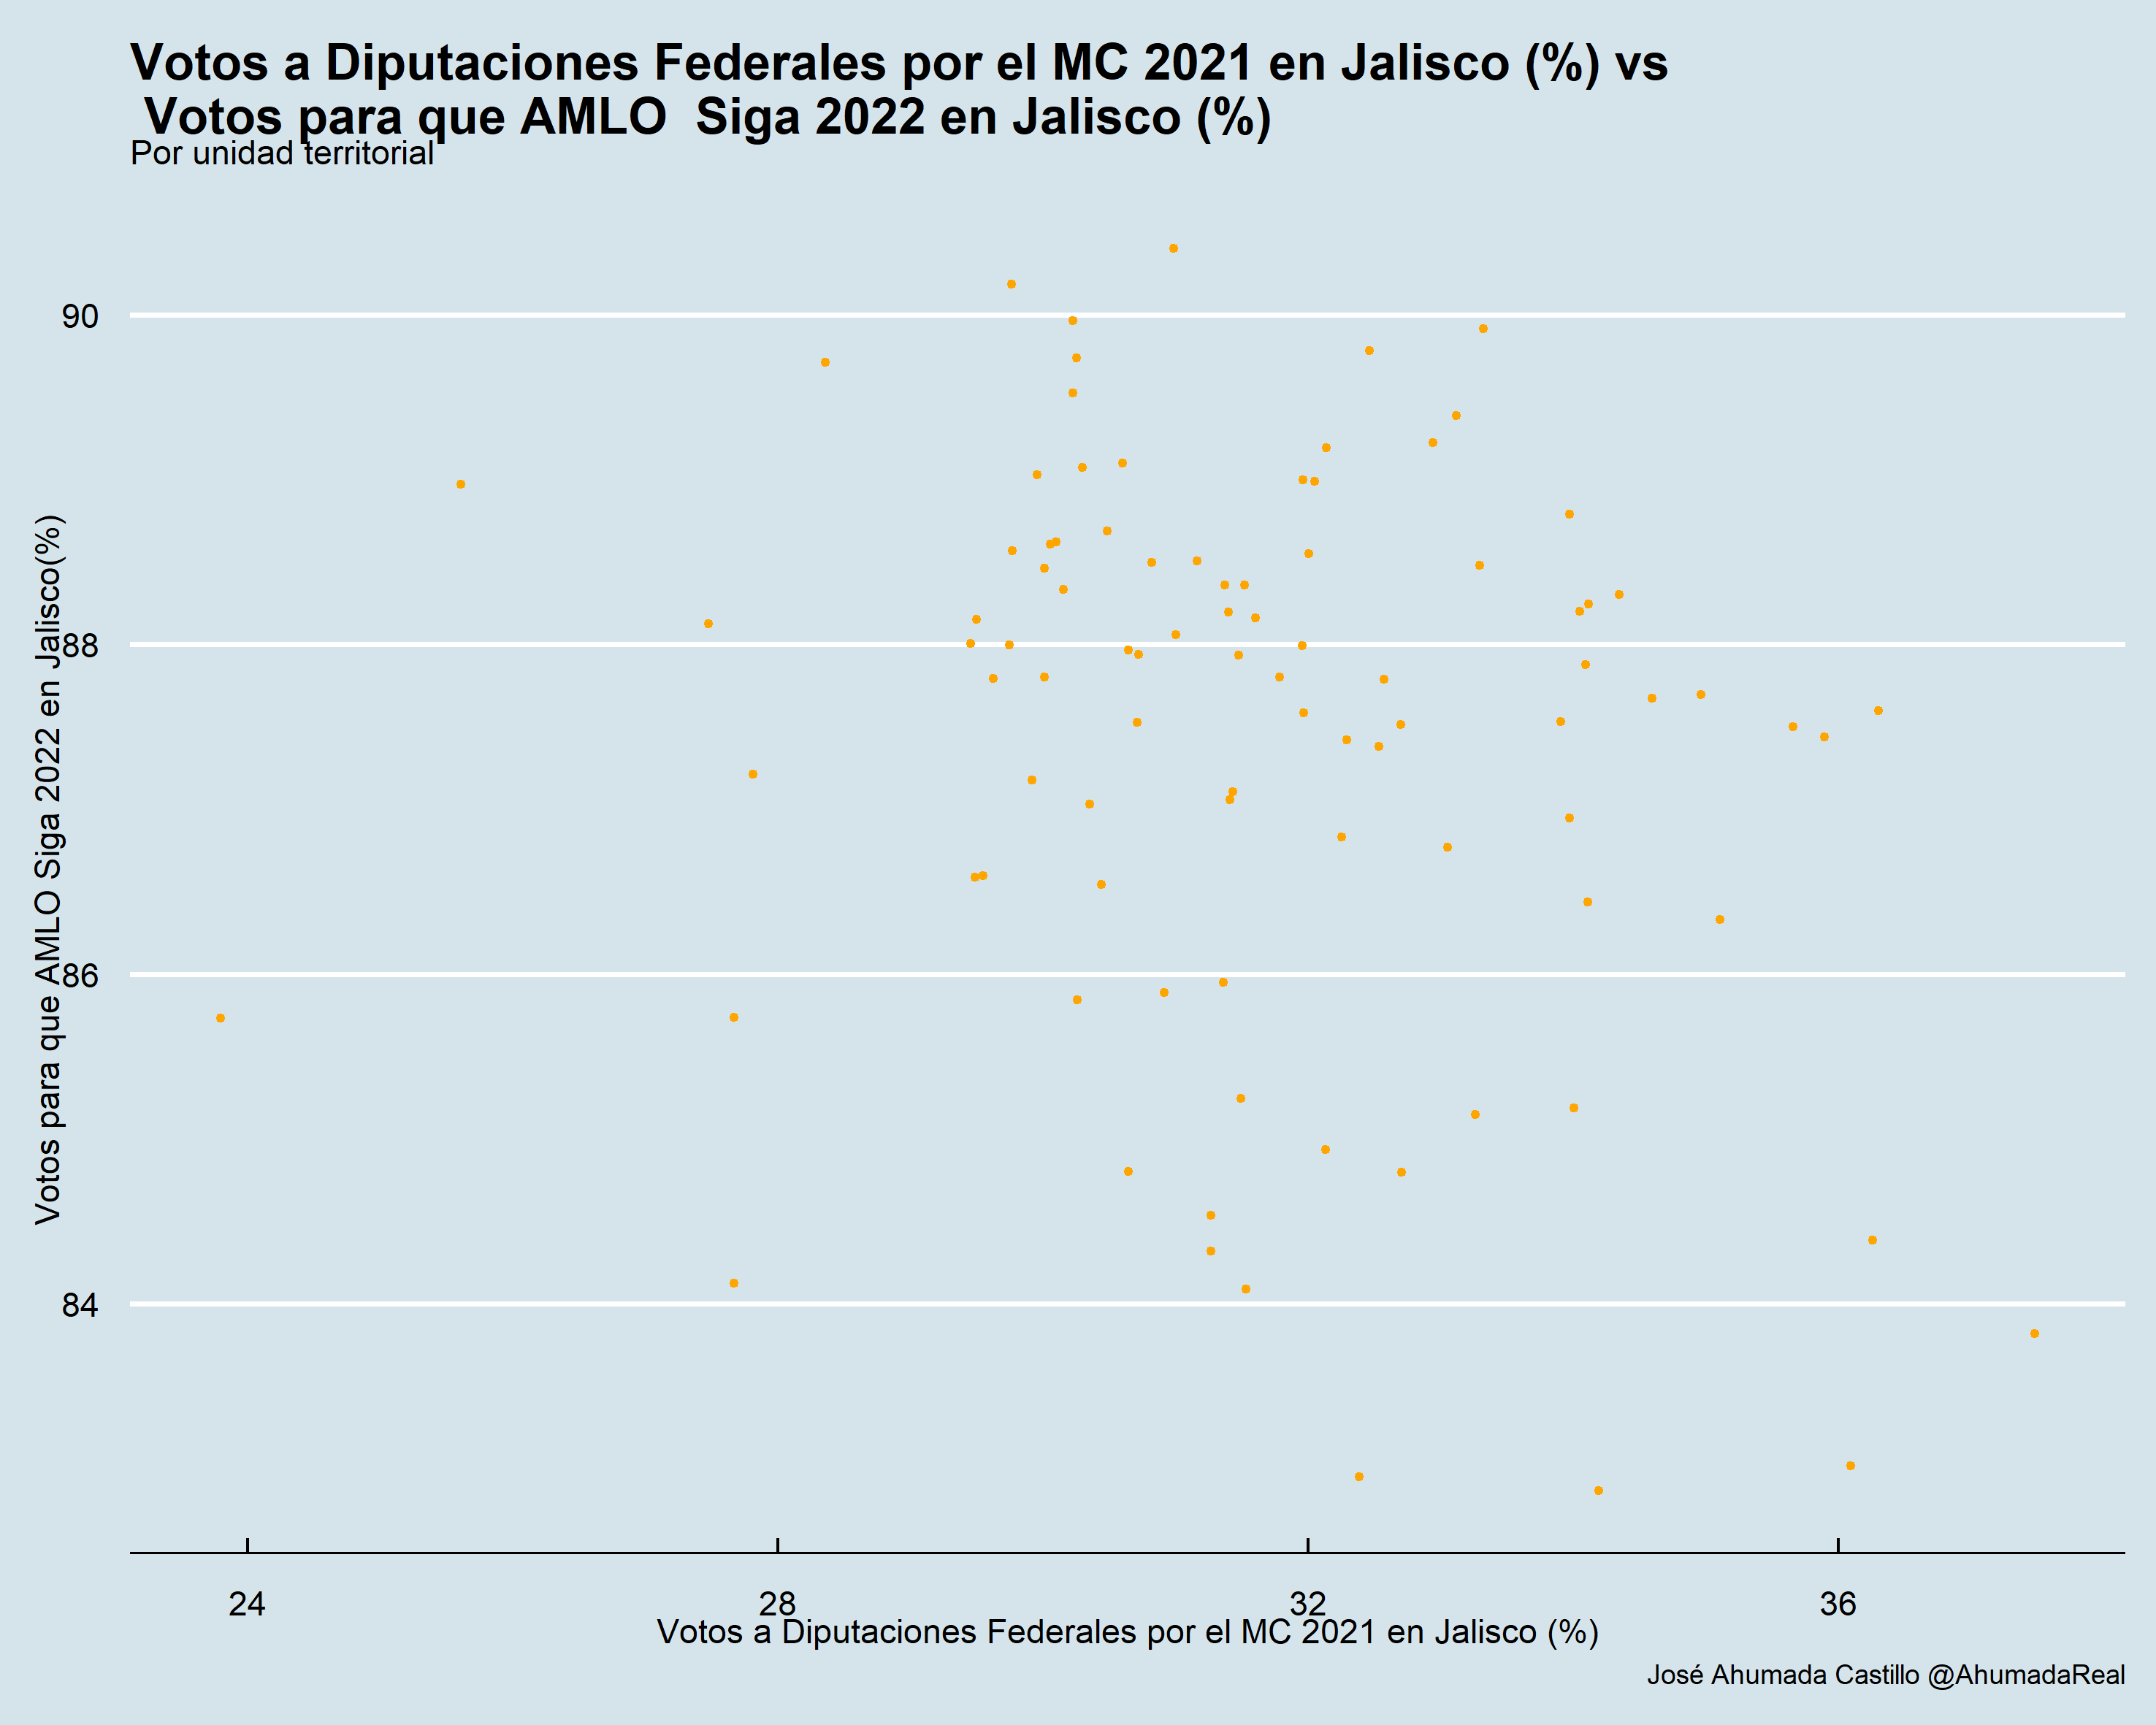 Votos a Diputaciones Federales por el MC 2021 en Jalisco (%) vs
Votos para que AMLO  Siga 2022 en Jalisco (%)
Por unidad territorial
90
88
86
84
Votos para que AMLO Siga 2022 en Jalisco(%)
24
28
32
36
Votos a Diputaciones Federales por el MC 2021 en Jalisco (%)
José Ahumada Castillo @AhumadaReal